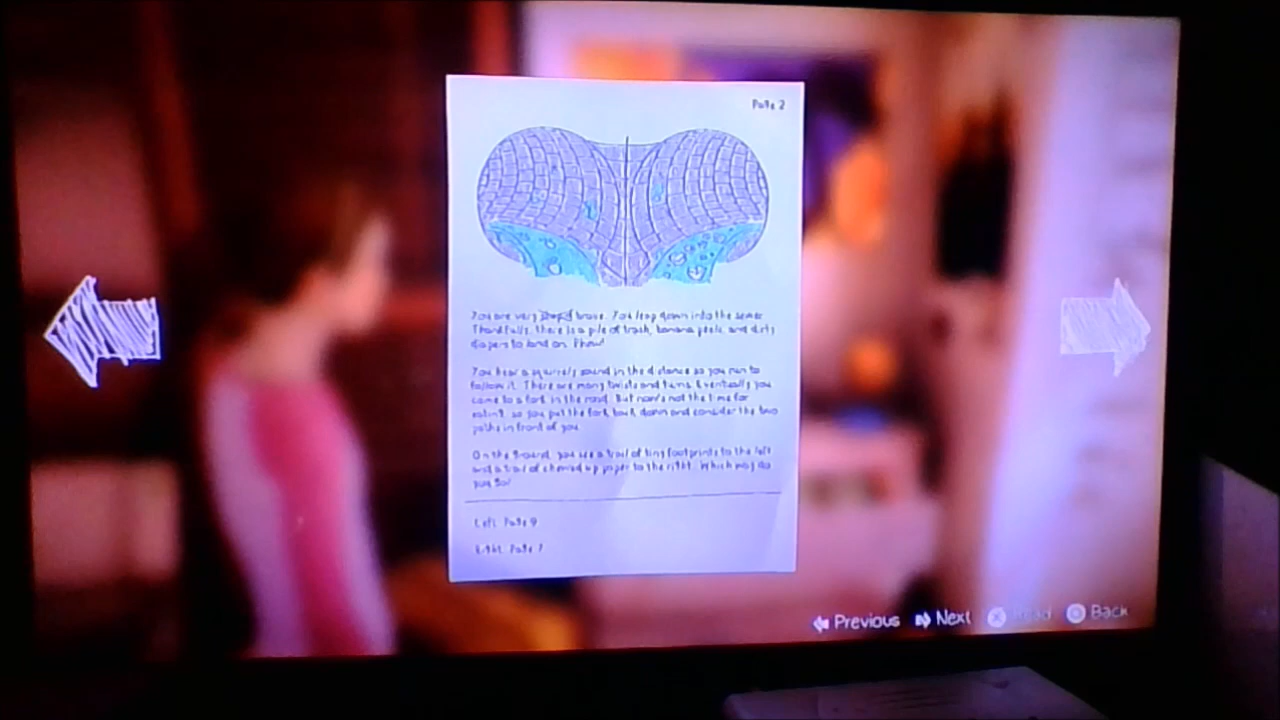 Page 2
You are very brave. You leap down into the sewer.
Thankfully, there is a pile of trash, banana peels, and dirty
diapers to land on. Phew!
You hear a squirrely sound in the distance so you run to
follow it. There are many twists and turns. Eventually you
come to a fork in the road. But now's not the time for
eating, so you put the fork back down and consider the two
paths in front of you.
On the ground, you see a trail of tiny footprints to the left
and a trail of chewed up paper to the right. Which way do
you go?
Left: Page 9
Right: Page 7
Previous Next Read Back